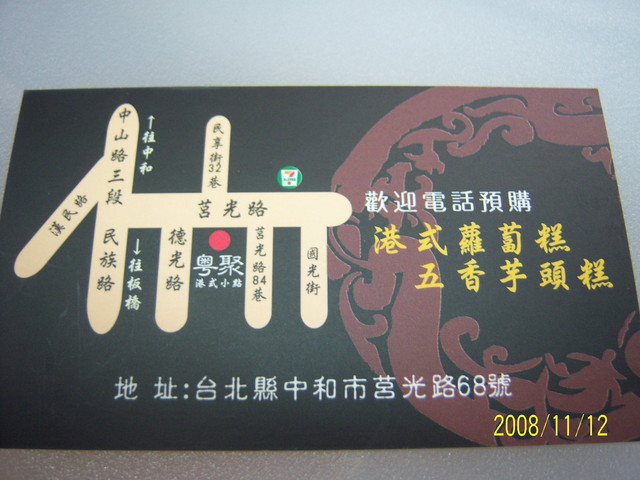 中山路三段
↑往中和
民享街32巷
7-ELEVEN
漢民路
莒光路
歡迎電話預購
港式蘿蔔糕
五香芋頭糕
民族路
↓往板橋
德光路
粵聚
港式小點
莒光路84巷
國光街
地 址:台北縣中和市莒光路68號
2008/11/12